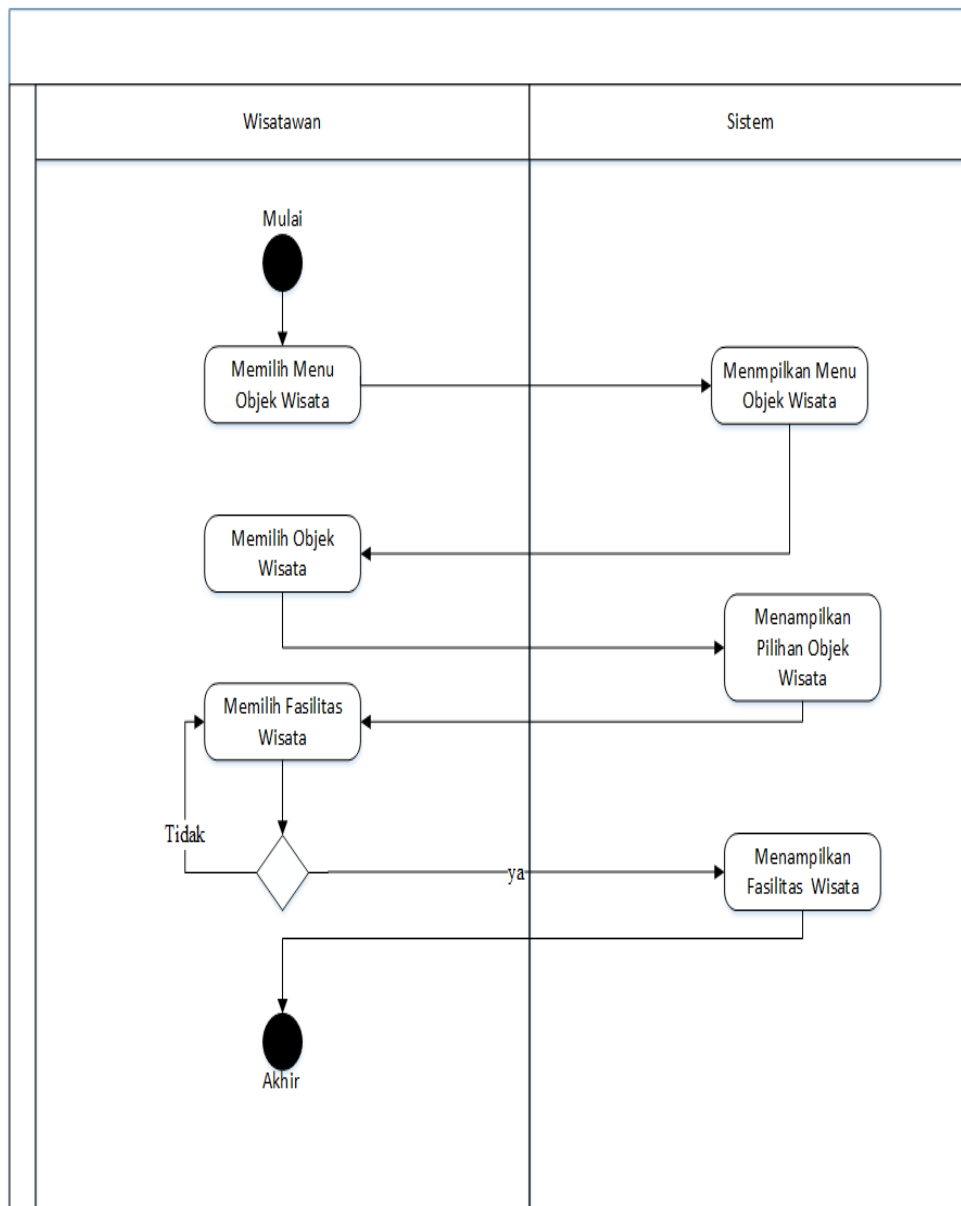 Wisatawan
Sistem
Mulai
Memilih Menu
Objek Wisata
Menmpilkan Menu
Objek Wisata
Memilih Objek
Wisata
Menampilkan
Pilihan Objek
Wisata
Memilih Fasilitas
Wisata
Tidak
ya
Menampilkan
Fasilitas Wisata
Akhir